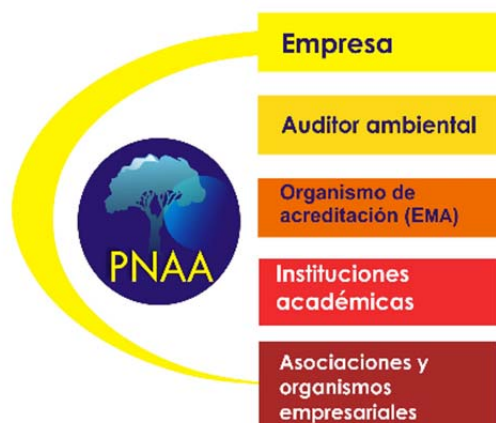 Empresa
Auditor ambiental
PNAA
Organismo de
acreditación (EMA)
Instituciones
académicas
Asociaciones y
organismos
empresariales